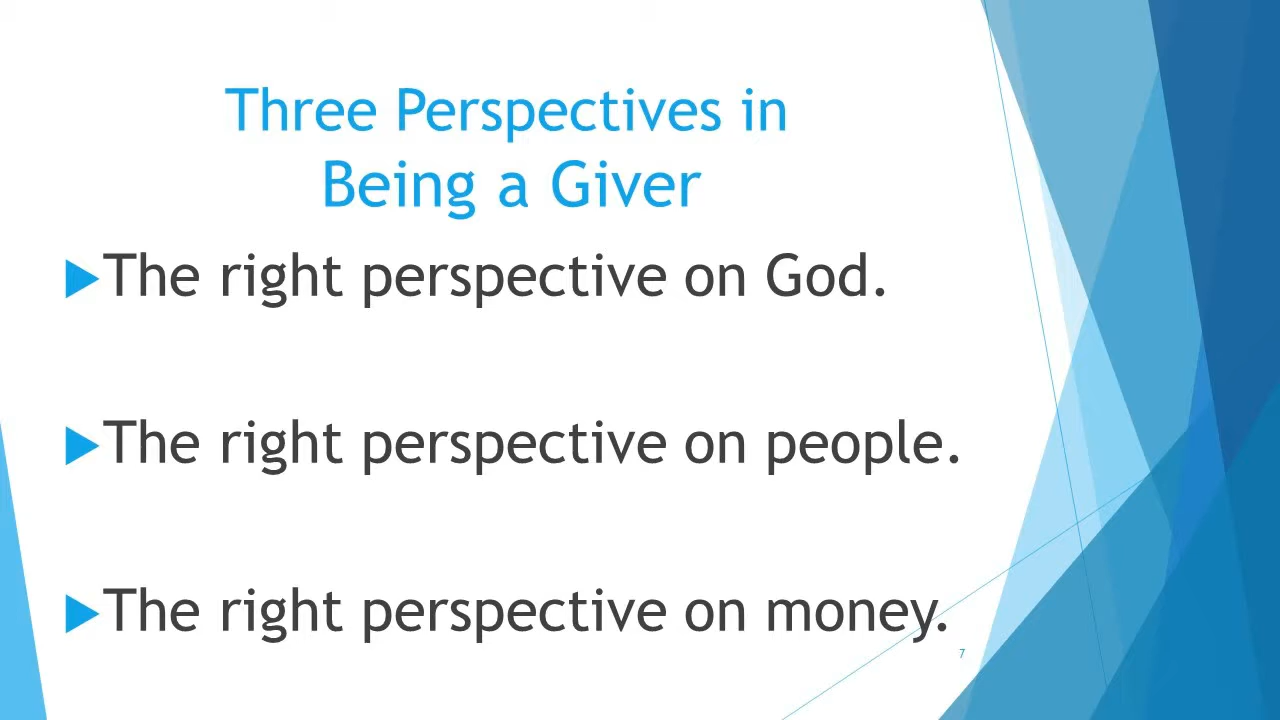 Three Perspectives in
Being a Giver
The right perspective on God.
The right perspective on people.
The right perspective on money.
7